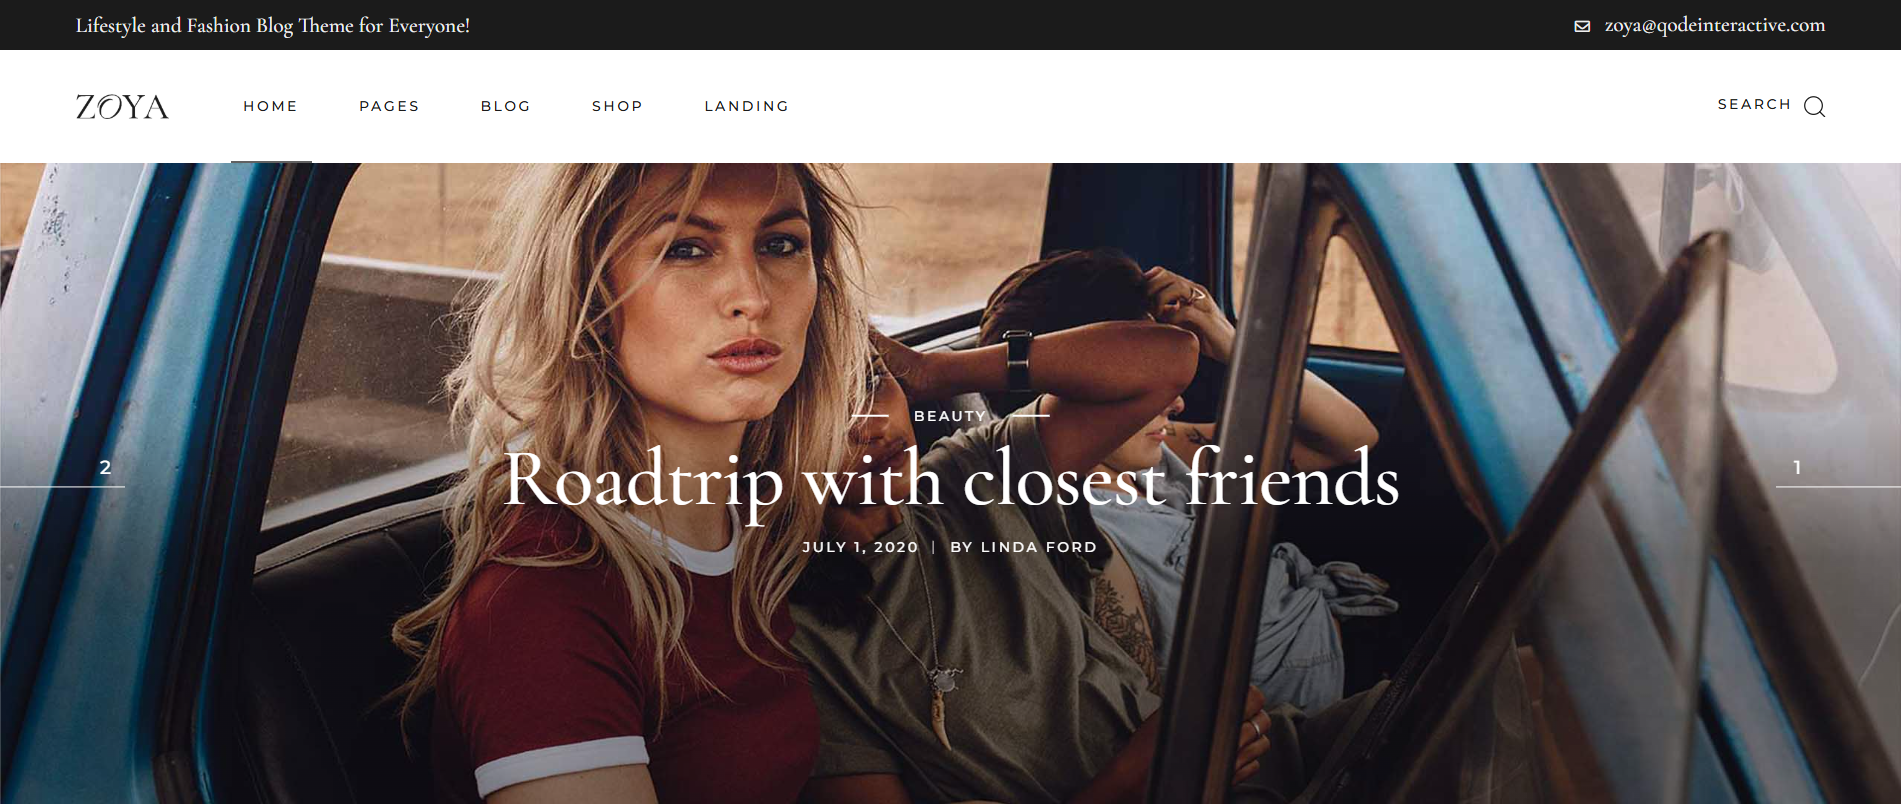 Lifestyle and Fashion Blog Theme for Everyone!
zoya@qodeinteractive.com
ZOYA
HOME
PAGES
BLOG
SHOP
LANDING
SEARCH
BEAUTY
2
Roadtrip with closest friends
1
JULY 1, 2020 | BY LINDA FORD